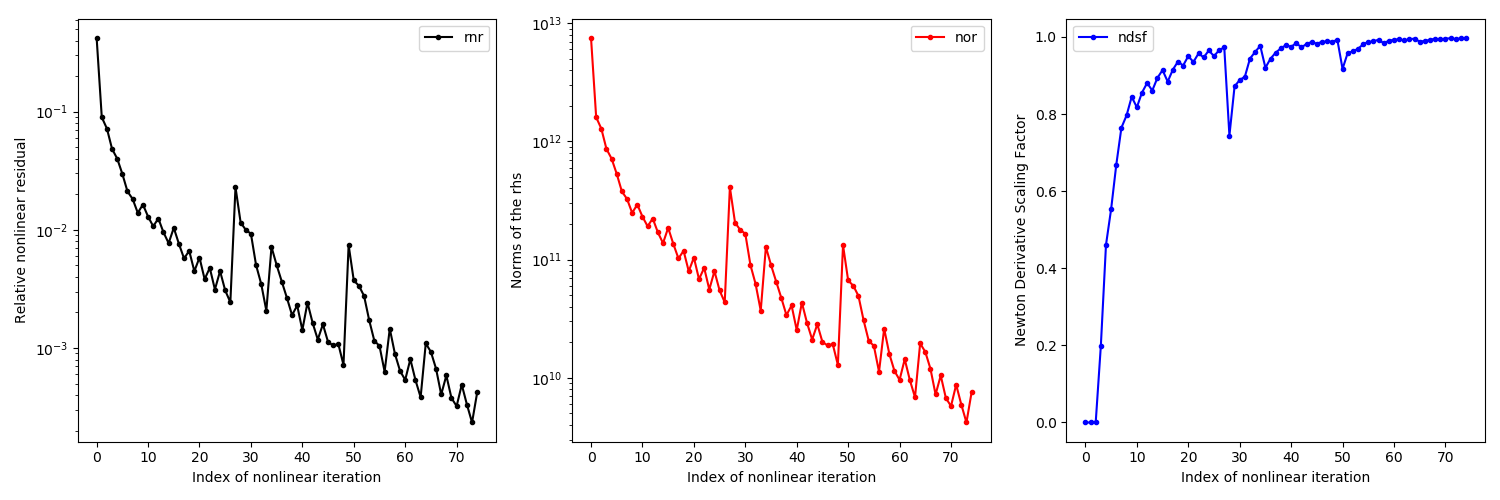 rnr
10⁻¹
10⁻²
10⁻³
Relative nonlinear residual
0 10 20 30 40 50 60 70
Index of nonlinear iteration
nor
10¹³
10¹²
10¹¹
10¹⁰
Norms of the rhs
0 10 20 30 40 50 60 70
Index of nonlinear iteration
ndsf
1.0
0.8
0.6
0.4
0.2
0.0
Newton Derivative Scaling Factor
0 10 20 30 40 50 60 70
Index of nonlinear iteration